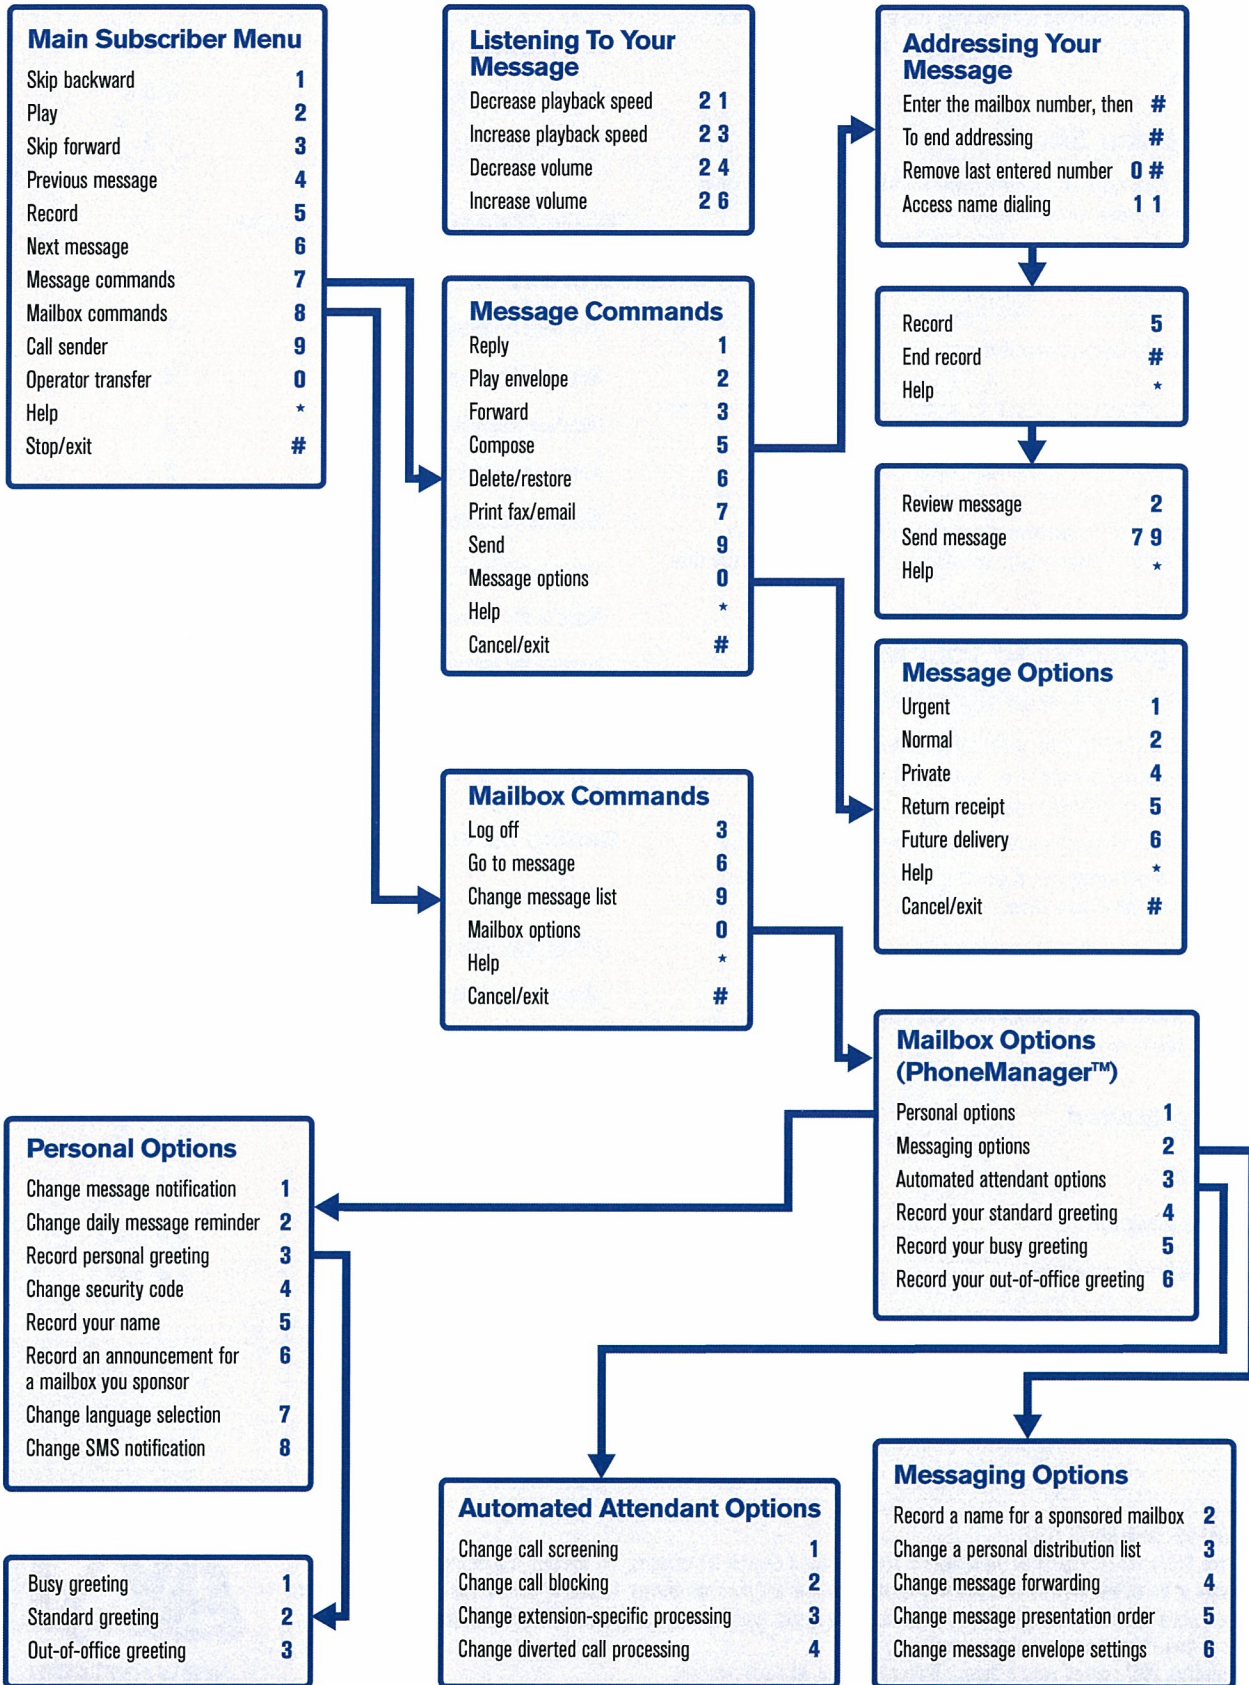 Main Subscriber Menu
Skip backward 1
Play 2
Skip forward 3
Previous message 4
Record 5
Next message 6
Message commands 7
Mailbox commands 8
Call sender 9
Operator transfer 0
Help *
Stop/exit #
Listening To Your
Message
Decrease playback speed 2 1
Increase playback speed 2 3
Decrease volume 2 4
Increase volume 2 6
Addressing Your
Message
Enter the mailbox number, then #
To end addressing #
Remove last entered number 0 #
Access name dialing 1 1
Record 5
End record #
Help *
Review message 2
Send message 7 9
Help *
Message Commands
Reply 1
Play envelope 2
Forward 3
Compose 5
Delete/restore 6
Print fax/email 7
Send 9
Message options 0
Help *
Cancel/exit #
Message Options
Urgent 1
Normal 2
Private 4
Return receipt 5
Future delivery 6
Help *
Cancel/exit #
Mailbox Commands
Log off 3
Go to message 6
Change message list 9
Mailbox options 0
Help *
Cancel/exit #
Mailbox Options
(PhoneManager™)
Personal options 1
Messaging options 2
Automated attendant options 3
Record your standard greeting 4
Record your busy greeting 5
Record your out-of-office greeting 6
Personal Options
Change message notification 1
Change daily message reminder 2
Record personal greeting 3
Change security code 4
Record your name 5
Record an announcement for 6
a mailbox you sponsor
Change language selection 7
Change SMS notification 8
Busy greeting 1
Standard greeting 2
Out-of-office greeting 3
Automated Attendant Options
Change call screening 1
Change call blocking 2
Change extension-specific processing 3
Change diverted call processing 4
Messaging Options
Record a name for a sponsored mailbox 2
Change a personal distribution list 3
Change message forwarding 4
Change message presentation order 5
Change message envelope settings 6